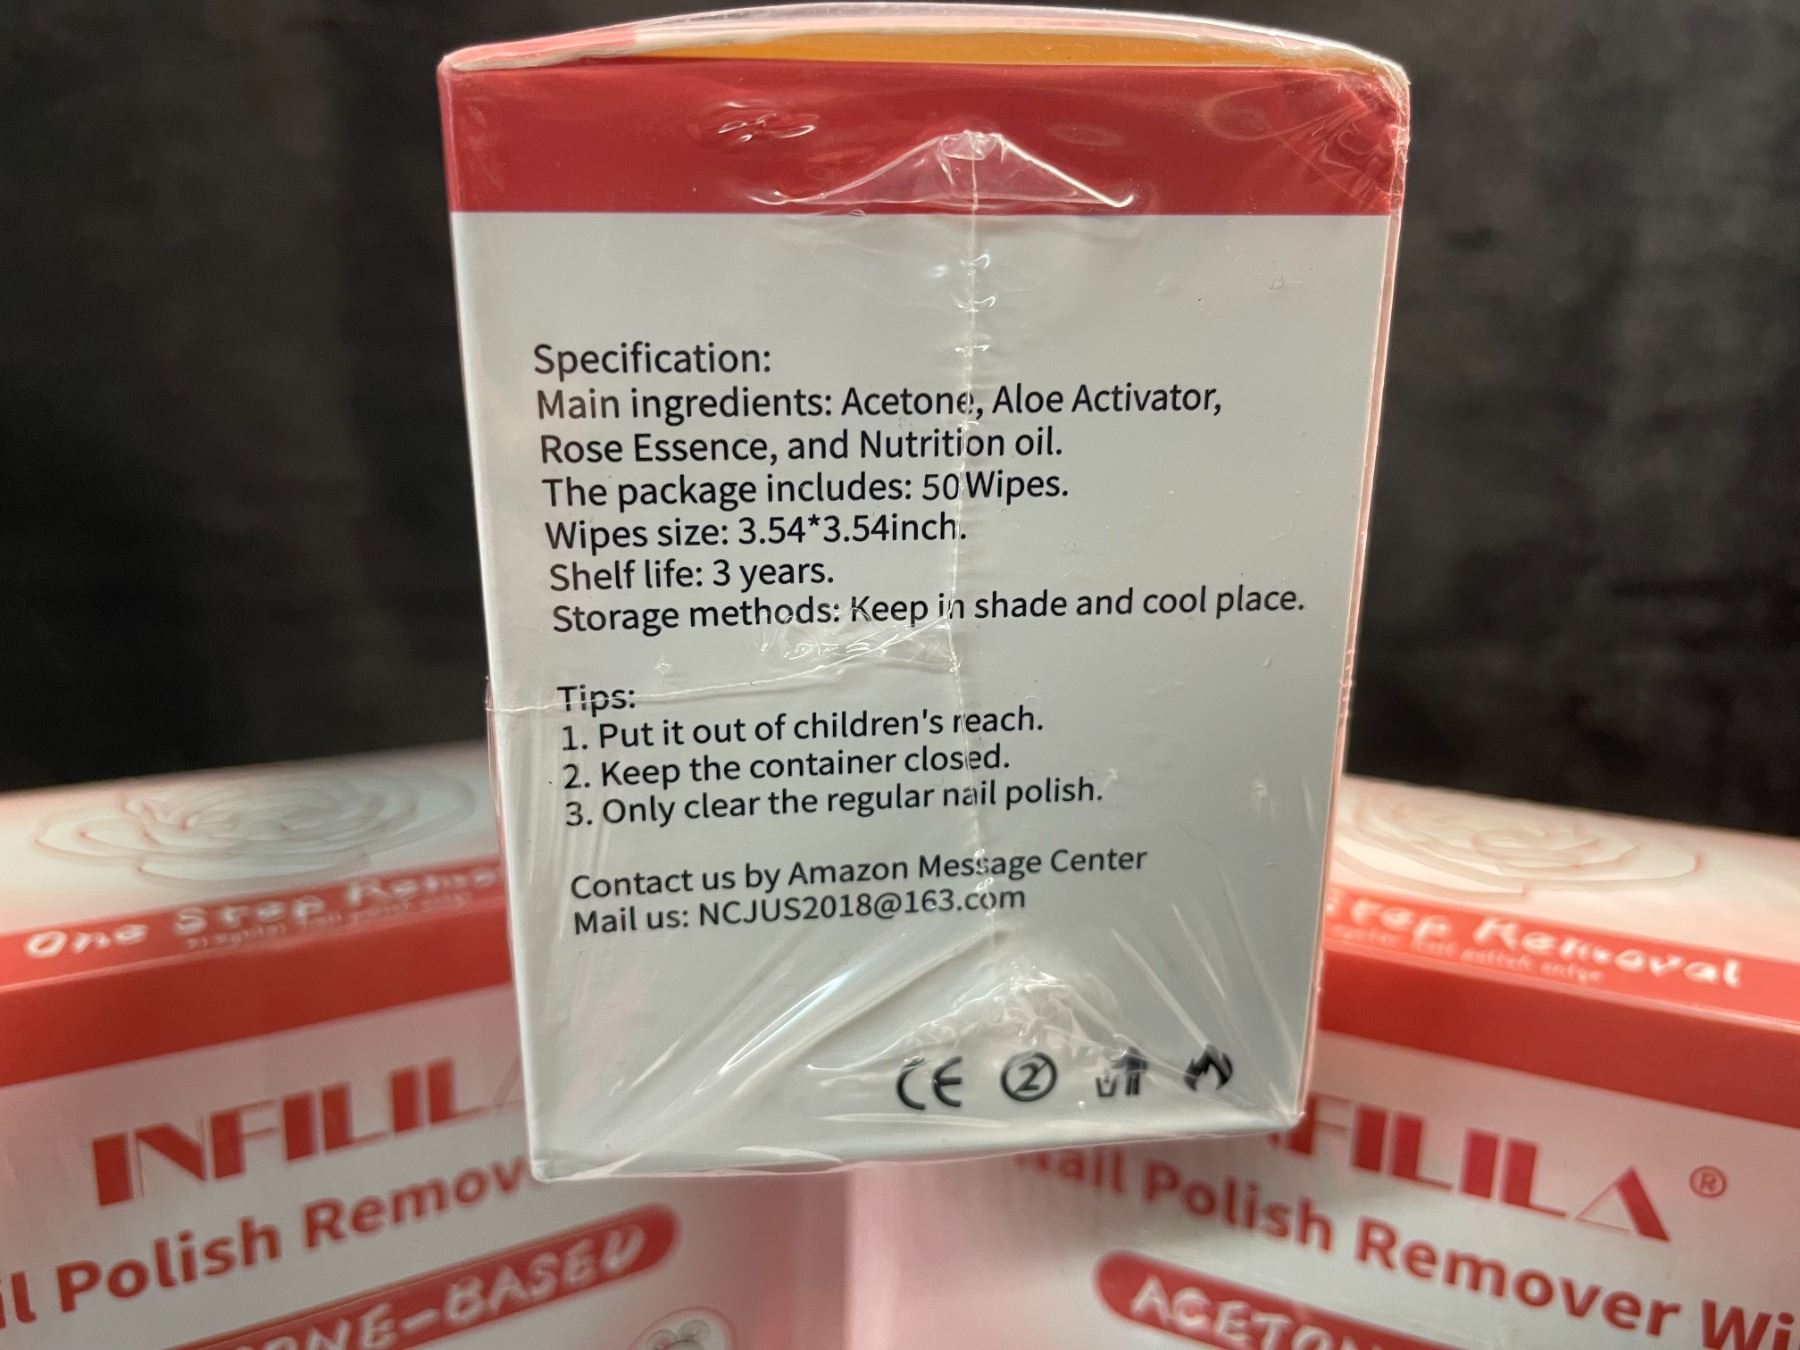 Specification:
Main ingredients: Acetone, Aloe Activator,
Rose Essence, and Nutrition oil.
The package includes: 50 Wipes.
Wipes size: 3.54*3.54inch.
Shelf life: 3 years.
Storage methods: Keep in shade and cool place.
Tips:
1. Put it out of children's reach.
2. Keep the container closed.
3. Only clear the regular nail polish.
Contact us by Amazon Message Center
Mail us: NCJUS2018@163.com
CE 2
One Step Remov
INFILIL
il Polish Remov
ONE-BASED
Step Removal
FILILA®
Nail Polish Remover Wi
ACETON